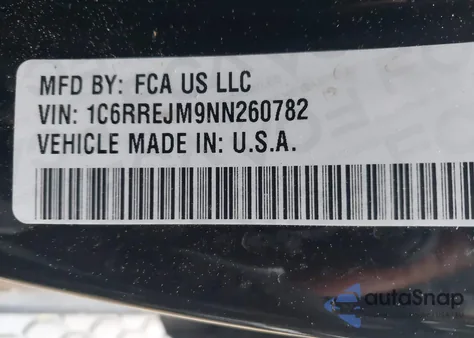 MFD BY: FCA US LLC
VIN: 1C6RREJM9NN260782
VEHICLE MADE IN: U.S.A.
autoSnap